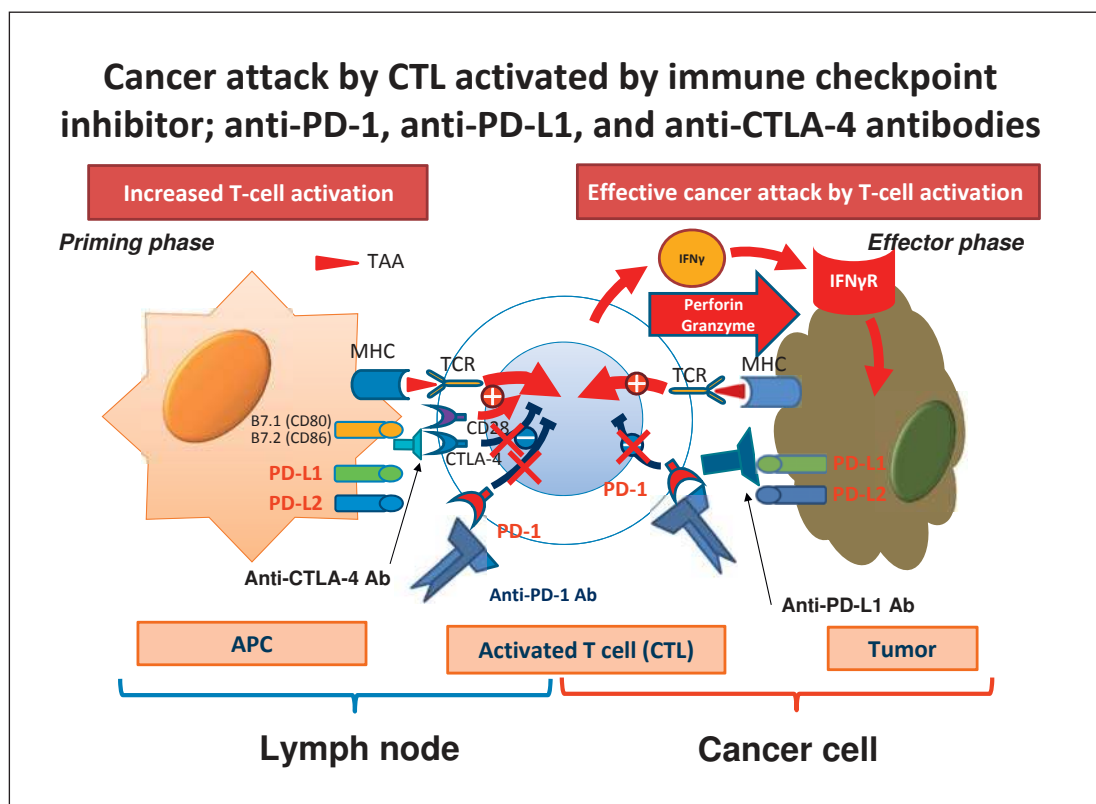 Cancer attack by CTL activated by immune checkpoint
inhibitor; anti-PD-1, anti-PD-L1, and anti-CTLA-4 antibodies
Increased T-cell activation
Effective cancer attack by T-cell activation
Priming phase
Effector phase
TAA
IFNγ
IFNγR
Perforin
Granzyme
MHC
TCR
TCR
MHC
+
+
B7.1 (CD80)
B7.2 (CD86)
CD28
CTLA-4
PD-L1
PD-L2
PD-1
PD-1
PD-L1
PD-L2
Anti-CTLA-4 Ab
Anti-PD-1 Ab
Anti-PD-L1 Ab
APC
Activated T cell (CTL)
Tumor
Lymph node
Cancer cell